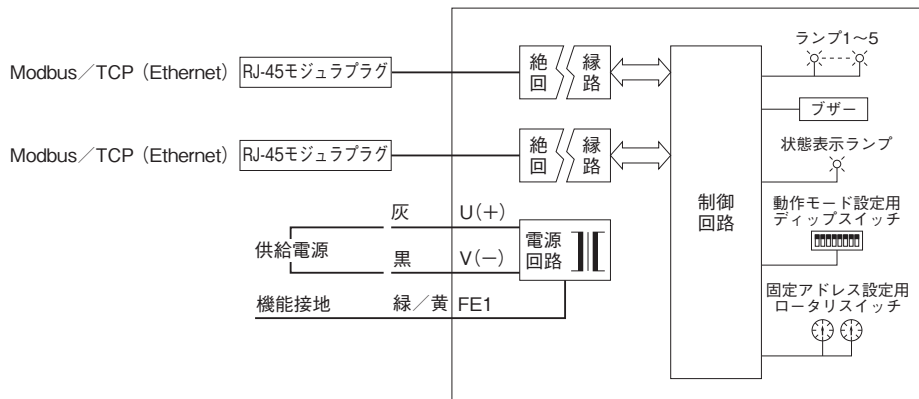 Modbus／TCP（Ethernet）
RJ-45モジュラプラグ
絶 縁
回 路
Modbus／TCP（Ethernet）
RJ-45モジュラプラグ
絶 縁
回 路
供給電源
灰
U（＋）
黒
V（－）
機能接地
緑／黄
FE1
電源
回路
制御
回路
ランプ1～5
ブザー
状態表示ランプ
動作モード設定用
ディップスイッチ
固定アドレス設定用
ロータリスイッチ